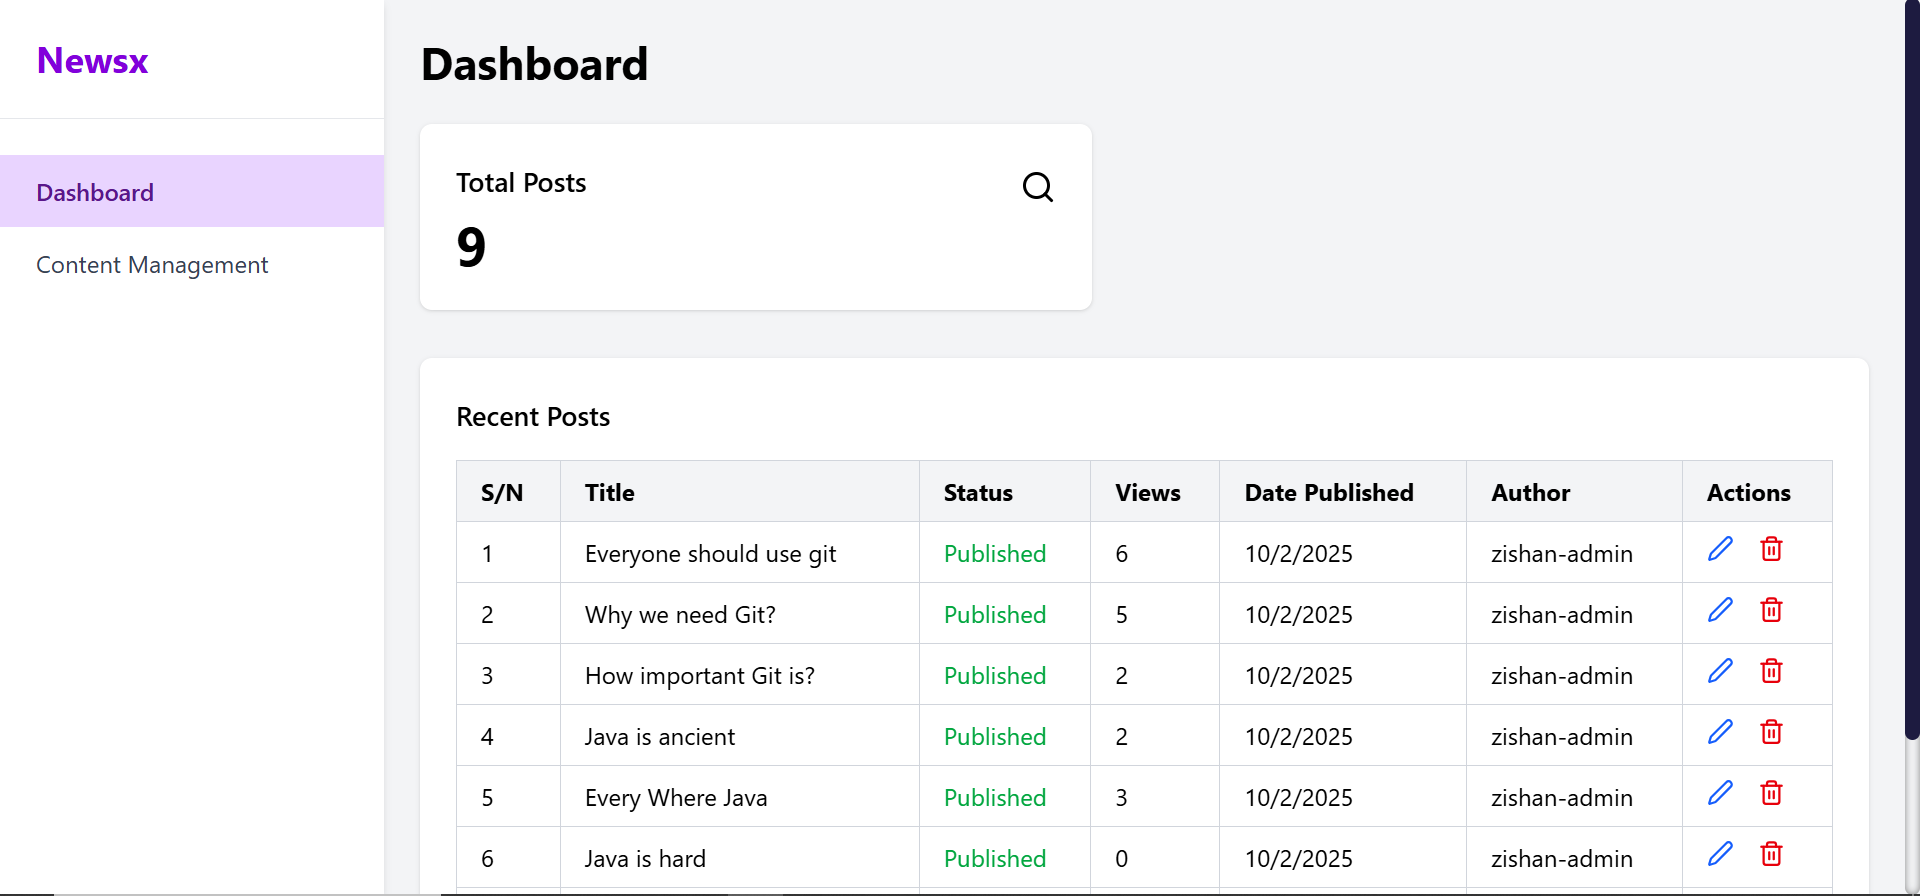 Newsx
Dashboard
Content Management
Dashboard
Total Posts
9
Recent Posts
S/N Title Status Views Date Published Author Actions
1 Everyone should use git Published 6 10/2/2025 zishan-admin
2 Why we need Git? Published 5 10/2/2025 zishan-admin
3 How important Git is? Published 2 10/2/2025 zishan-admin
4 Java is ancient Published 2 10/2/2025 zishan-admin
5 Every Where Java Published 3 10/2/2025 zishan-admin
6 Java is hard Published 0 10/2/2025 zishan-admin